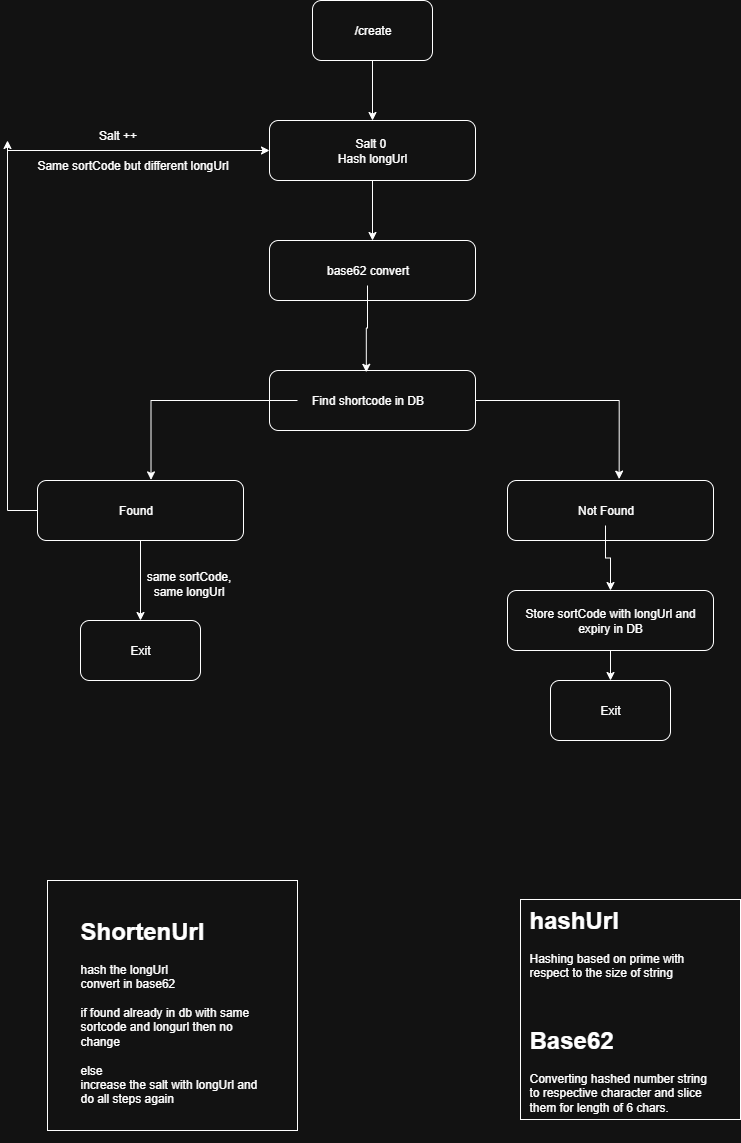 /create
Salt ++
Same sortCode but different longUrl
Salt 0
Hash longUrl
base62 convert
Find shortcode in DB
Found
Not Found
same sortCode,
same longUrl
Store sortCode with longUrl and
expiry in DB
Exit
Exit
ShortenUrl
hash the longUrl
convert in base62
if found already in db with same
sortcode and longurl then no
change
else
increase the salt with longUrl and
do all steps again
hashUrl
Hashing based on prime with
respect to the size of string
Base62
Converting hashed number string
to respective character and slice
them for length of 6 chars.